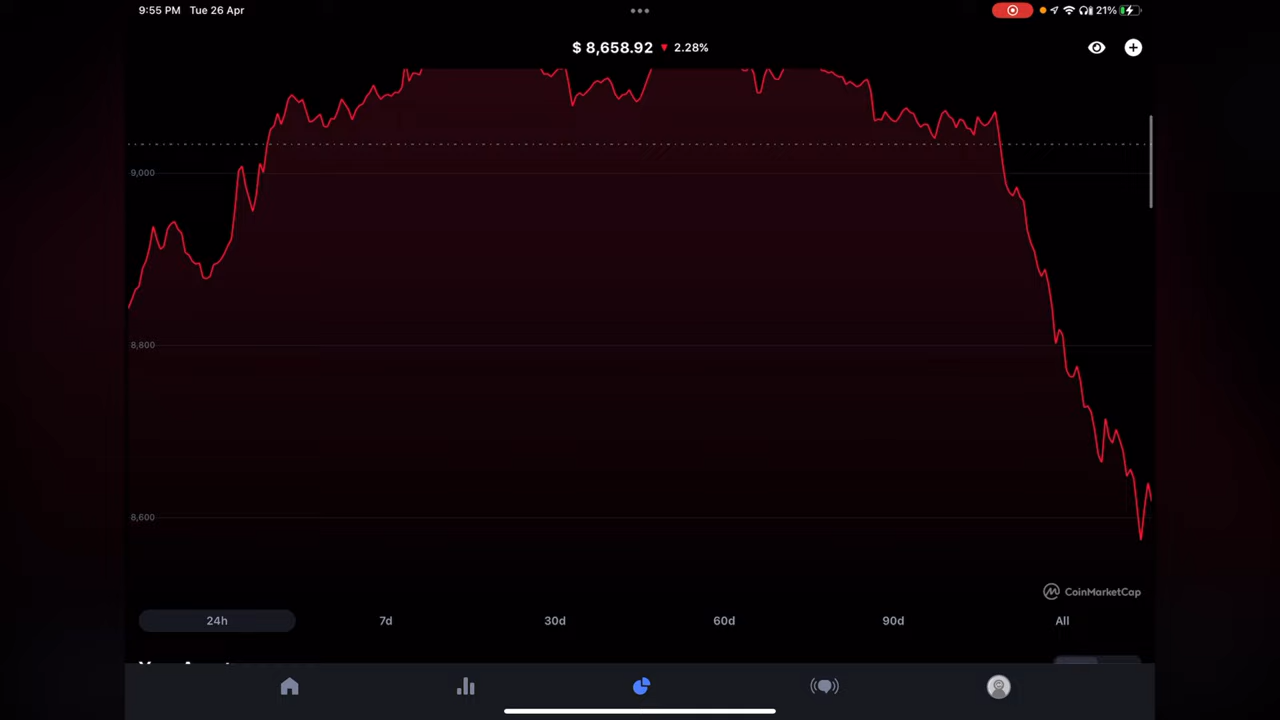 9:55 PM Tue 26 Apr
21%
$ 8,658.92 2.28%
9,000
8,800
8,600
CoinMarketCap
24h 7d 30d 60d 90d All